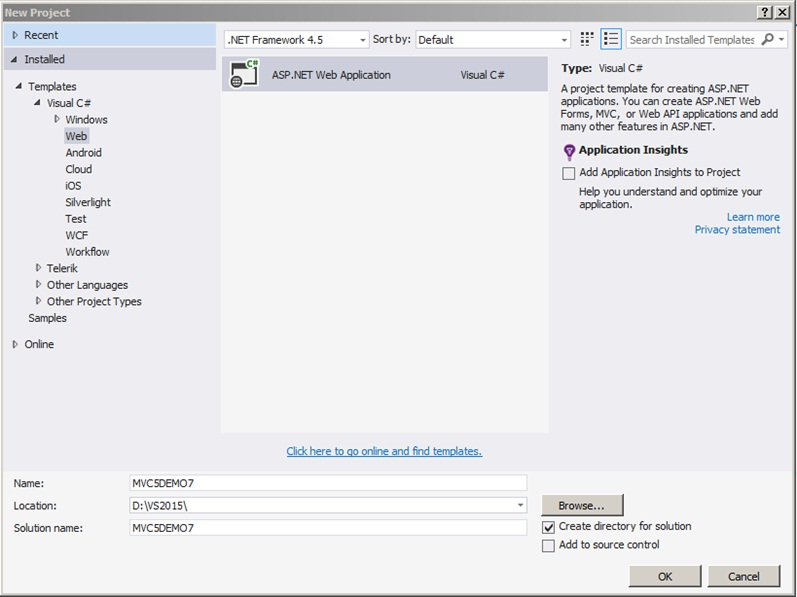 New Project
Recent
Installed
Templates
Visual C#
Windows
Web
Android
Cloud
iOS
Silverlight
Test
WCF
Workflow
Telerik
Other Languages
Other Project Types
Samples
Online
.NET Framework 4.5 Sort by: Default
Search Installed Templates
C# ASP.NET Web Application Visual C#
Type: Visual C#
A project template for creating ASP.NET
applications. You can create ASP.NET Web
Forms, MVC, or Web API applications and add
many other features in ASP.NET.
Application Insights
Add Application Insights to Project
Help you understand and optimize your
application.
Learn more
Privacy statement
Click here to go online and find templates.
Name: MVC5DEMO7
Location: D:\VS2015\ Browse...
Solution name: MVC5DEMO7
Create directory for solution
Add to source control
OK Cancel